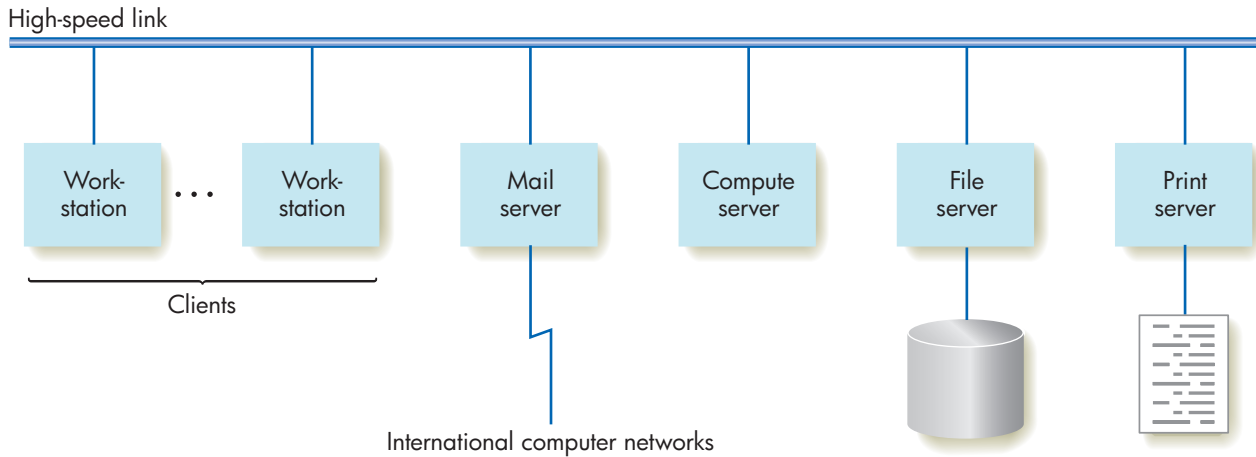 High-speed link
Work-
station
...
Work-
station
Mail
server
Compute
server
File
server
Print
server
Clients
International computer networks